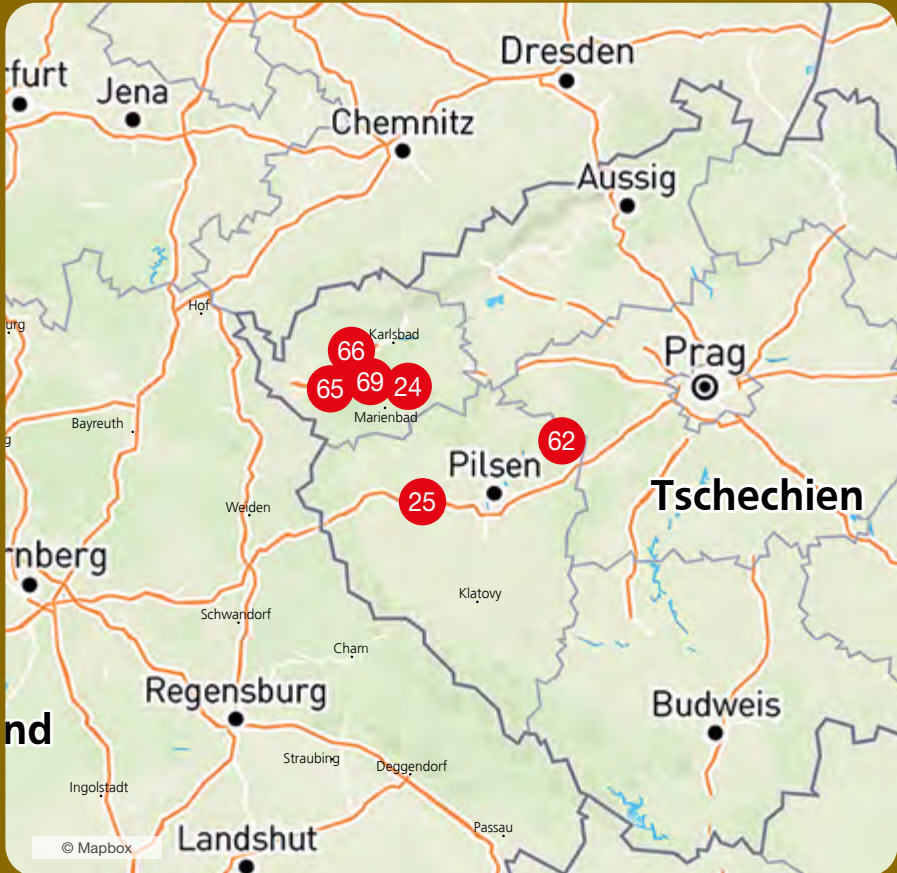 Dresden
rfurt
Jena
Chemnitz
Aussig
Hof
urg
Karlsbad
66
Prag
65
69
24
Marienbad
Bayreuth
g
62
Pilsen
25
Tschechien
Weiden
rnberg
Klatovy
Schwandorf
Cham
Regensburg
Budweis
nd
Straubing
Deggendorf
Ingolstadt
Passau
Landshut
© Mapbox